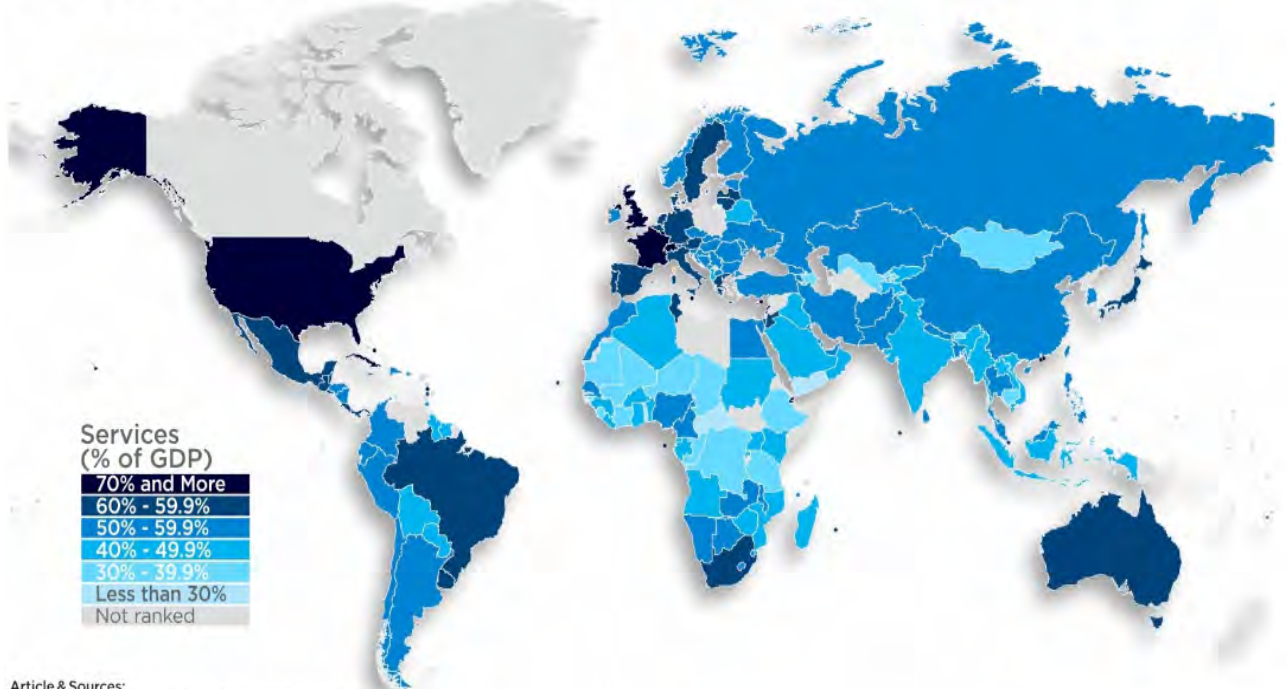 Services
(% of GDP)
70% and More
60% - 59.9%
50% - 59.9%
40% - 49.9%
30% - 39.9%
Less than 30%
Not ranked
Article & Sources: